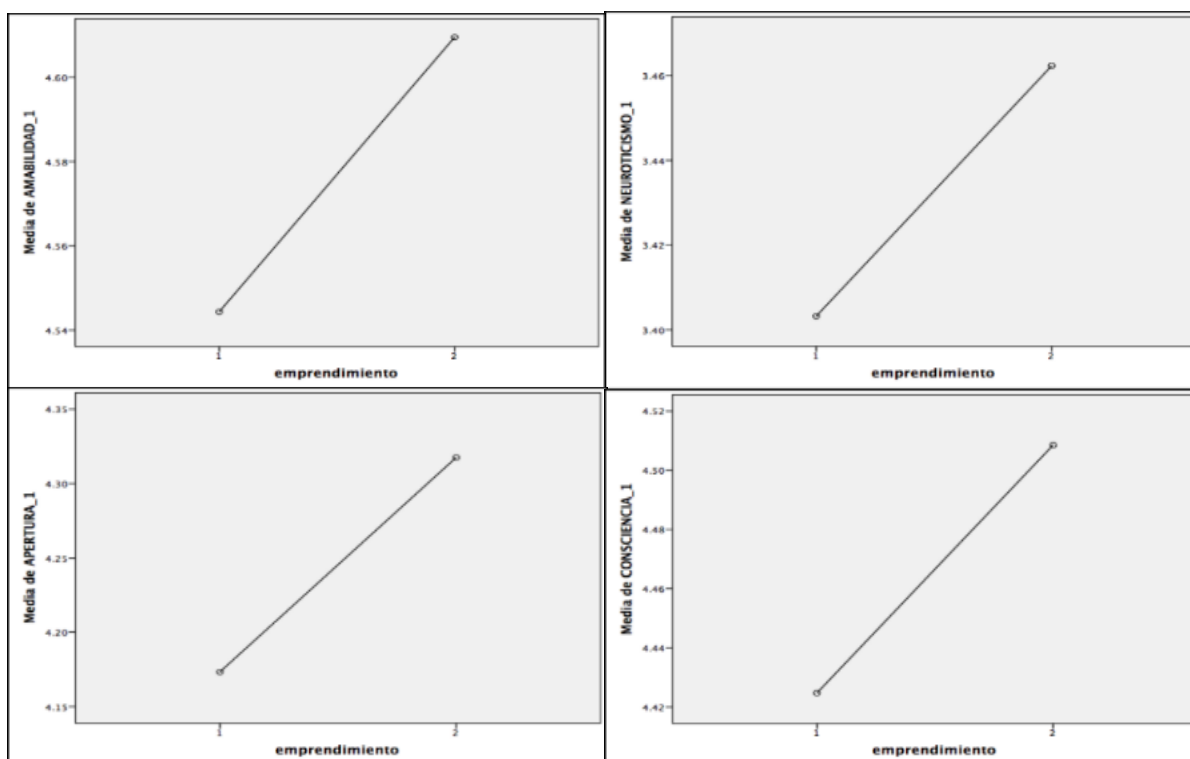 Media de AMABILIDAD_1
4.60
4.58
4.56
4.54
1 2
emprendimiento
Media de NEUROTICISMO_1
3.46
3.44
3.42
3.40
1 2
emprendimiento
Media de APERTURA_1
4.35
4.30
4.25
4.20
4.15
1 2
emprendimiento
Media de CONSCIENCIA_1
4.52
4.50
4.48
4.46
4.44
4.42
1 2
emprendimiento